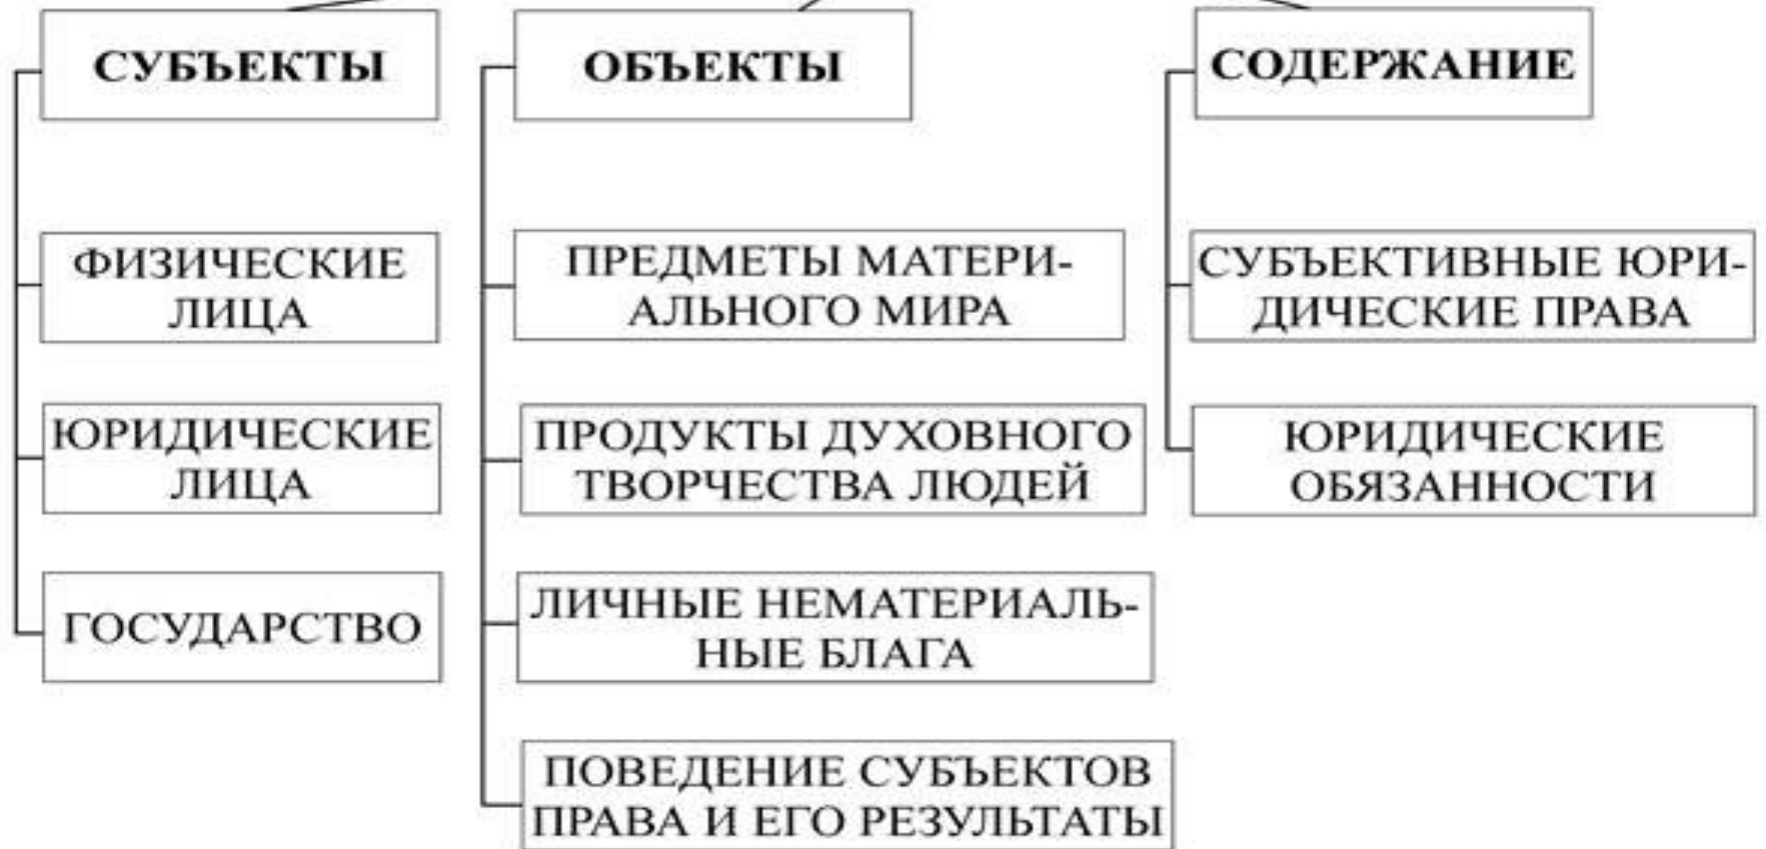 СУБЪЕКТЫ
ФИЗИЧЕСКИЕ
ЛИЦА
ЮРИДИЧЕСКИЕ
ЛИЦА
ГОСУДАРСТВО
ОБЪЕКТЫ
ПРЕДМЕТЫ МАТЕРИ-
АЛЬНОГО МИРА
ПРОДУКТЫ ДУХОВНОГО
ТВОРЧЕСТВА ЛЮДЕЙ
ЛИЧНЫЕ НЕМАТЕРИАЛЬ-
НЫЕ БЛАГА
ПОВЕДЕНИЕ СУБЪЕКТОВ
ПРАВА И ЕГО РЕЗУЛЬТАТЫ
СОДЕРЖАНИЕ
СУБЪЕКТИВНЫЕ ЮРИ-
ДИЧЕСКИЕ ПРАВА
ЮРИДИЧЕСКИЕ
ОБЯЗАННОСТИ